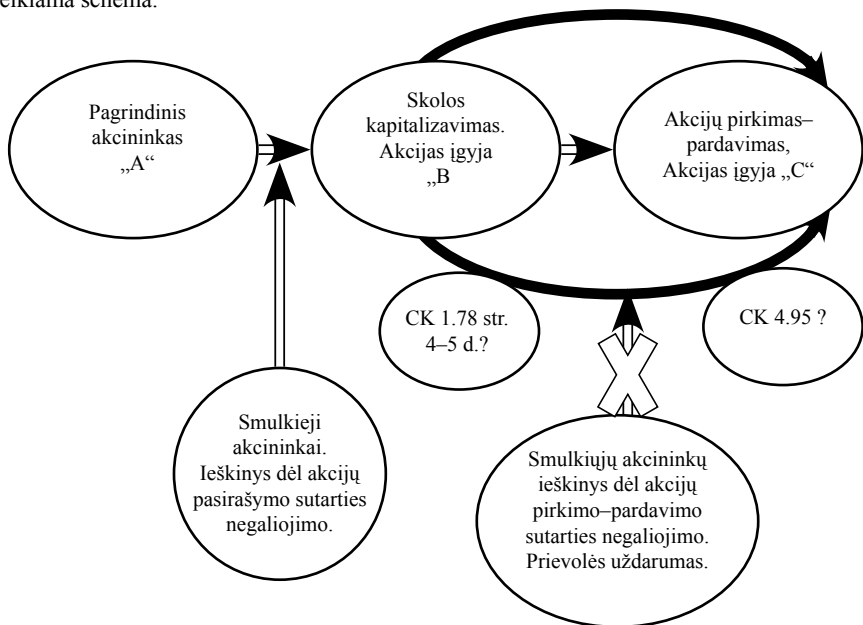 schema.
Pagrindinis
akcininkas
„A“
Skolos
kapitalizavimas.
Akcijas įgyja
„B
Akcijų pirkimas–
pardavimas,
Akcijas įgyja „C“
CK 1.78 str.
4–5 d.?
CK 4.95 ?
Smulkieji
akcininkai.
Ieškinys dėl akcijų
pasirašymo sutarties
negaliojimo.
Smulkiųjų akcininkų
ieškinys dėl akcijų
pirkimo–pardavimo
sutarties negaliojimo.
Prievolės uždarumas.